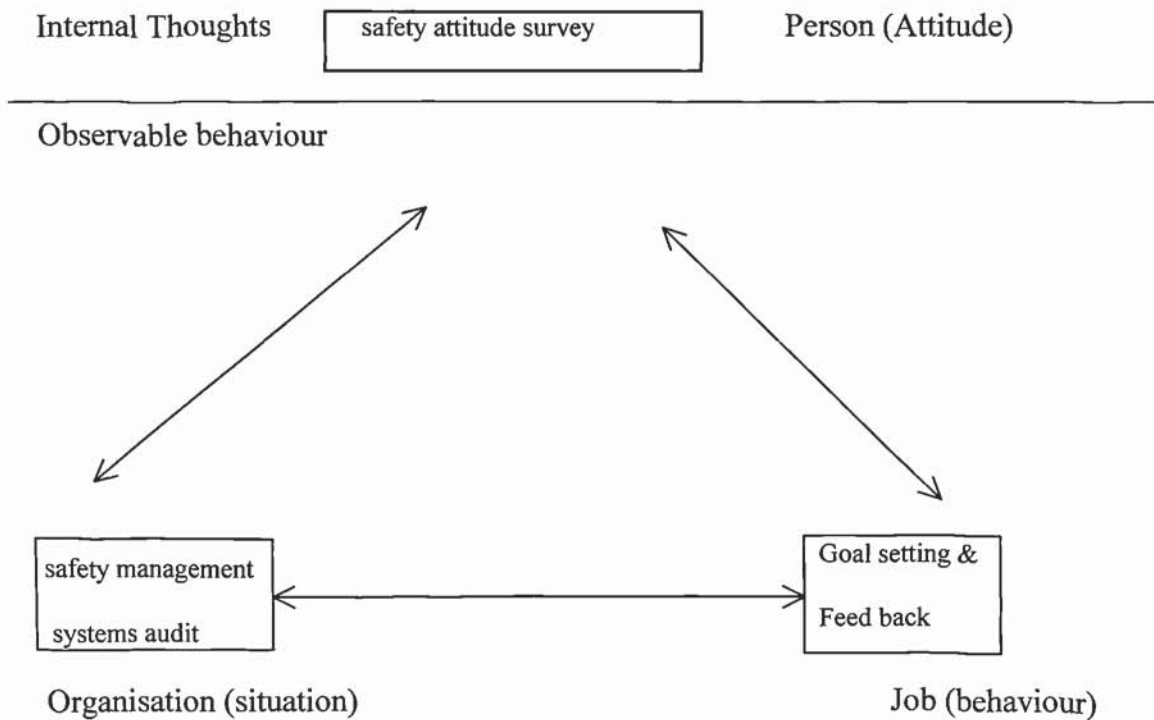 Internal Thoughts
safety attitude survey
Person (Attitude)
Observable behaviour
safety management
systems audit
Goal setting &
Feed back
Organisation (situation)
Job (behaviour)